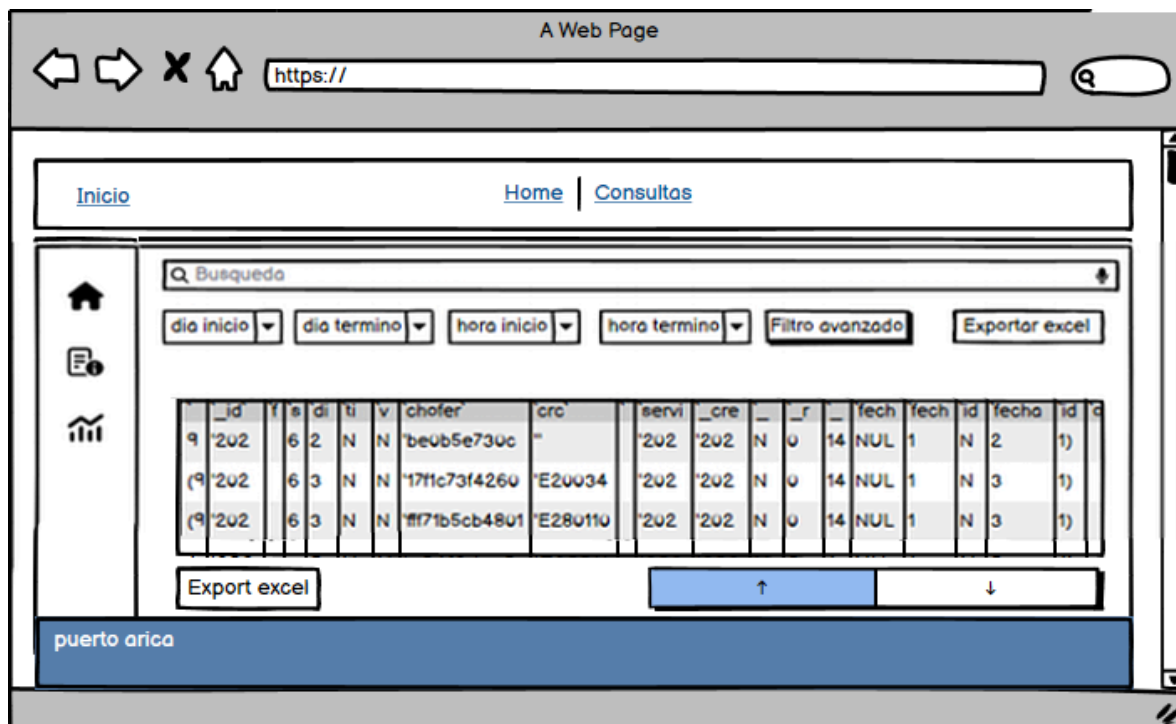 A Web Page
https://
Inicio Home Consultas
Busqueda
dia inicio dia termino hora inicio hora termino Filtro avanzado Exportar excel
` `_id` `f `s `di `ti `v `chofer` `crc` ` `servi `_cre `_ `_r `_ `fech `fech `id `fecha `id
9 '202 6 2 N N 'be0b5e730c '' '202 '202 N 0 14 NUL 1 N 2 1)
(9 '202 6 3 N N '17f1c73f4260 'E20034 '202 '202 N 0 14 NUL 1 N 3 1)
(9 '202 6 3 N N 'fff71b5cb4801 'E280110 '202 '202 N 0 14 NUL 1 N 3 1)
Export excel ↑ ↓
puerto arica